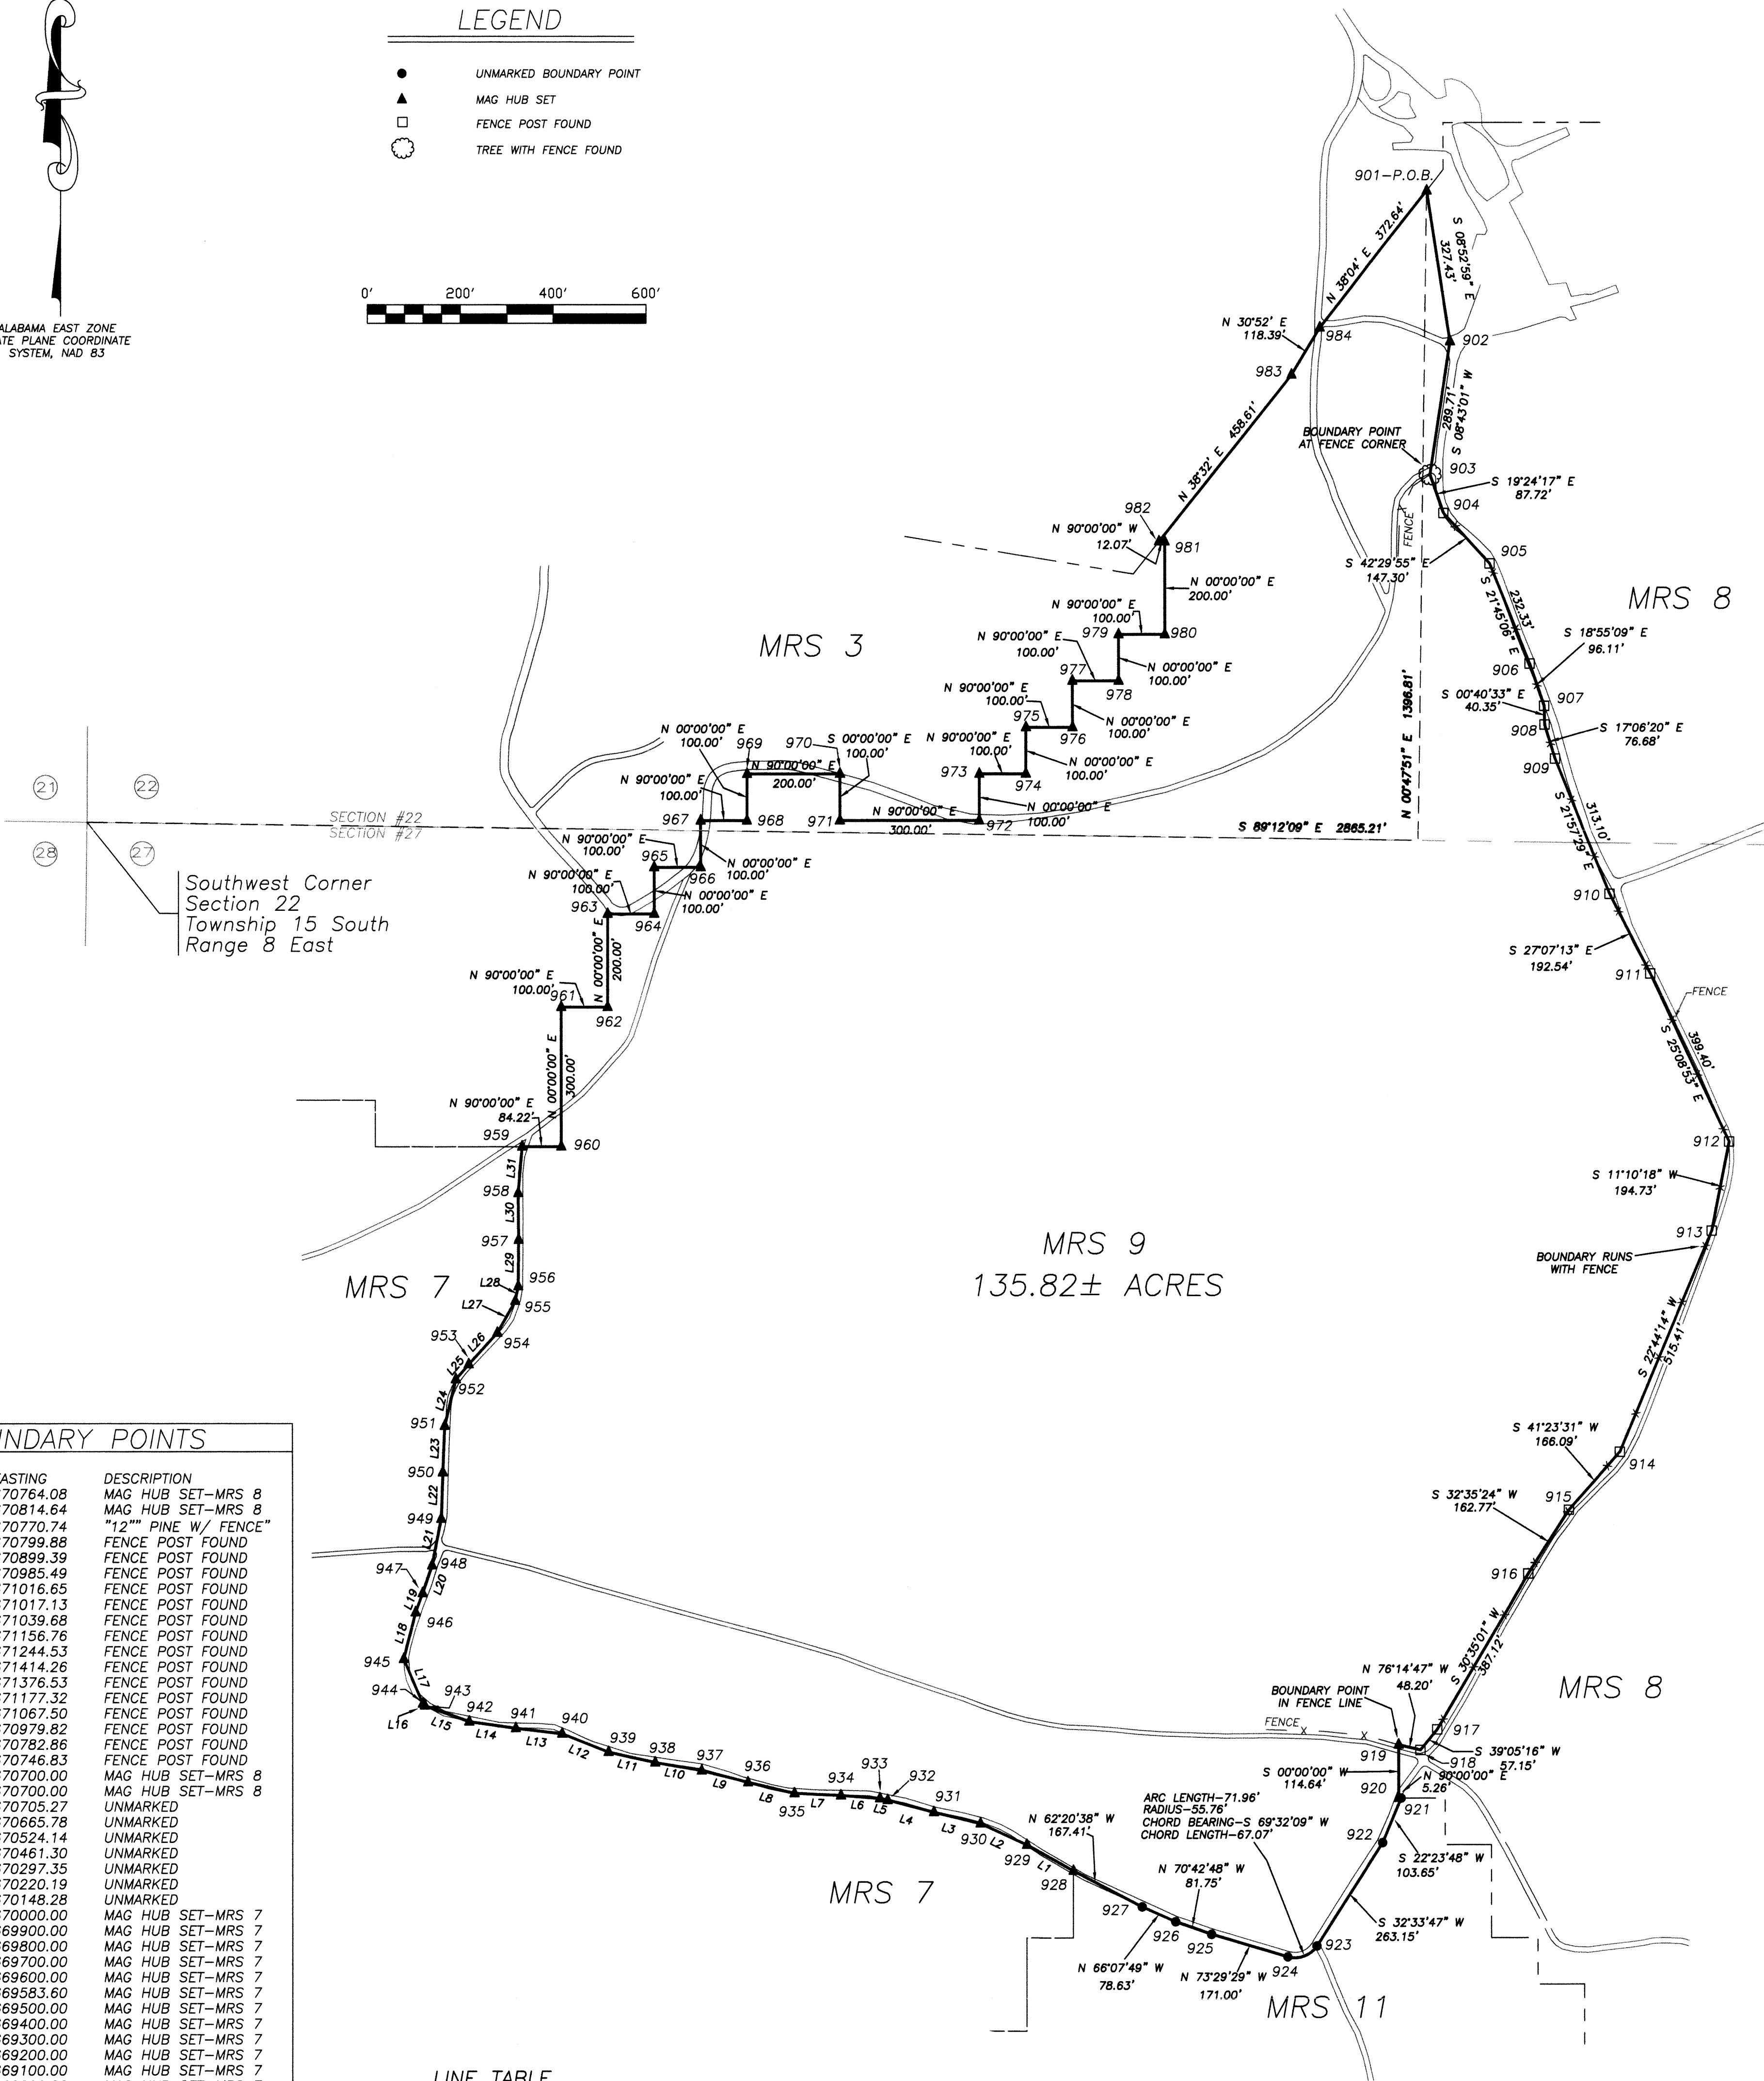 LEGEND
UNMARKED BOUNDARY POINT
MAG HUB SET
FENCE POST FOUND
TREE WITH FENCE FOUND
ALABAMA EAST ZONE
ATE PLANE COORDINATE
SYSTEM, NAD 83
0' 200' 400' 600'
901-P.O.B.
N 38°04' E 372.64'
S 08°52'59" E
327.43'
N 30°52' E
118.39'
984
902
983
S 08°43'01" W
289.71'
N 38°32' E 458.61'
BOUNDARY POINT
AT FENCE CORNER
903
S 19°24'17" E
87.72'
904
FENCE
982
N 90°00'00" W
12.07'
981
905
S 42°29'55" E
147.30'
N 00°00'00" E
200.00'
MRS 8
232.33'
S 21°45'06" E
N 90°00'00" E
100.00'
979
980
S 18°55'09" E
96.11'
MRS 3
N 90°00'00" E
100.00'
906
977
N 00°00'00" E
100.00'
978
N 90°00'00" E
100.00'
S 00°40'33" E
40.35'
907
975
N 00°00'00" E
100.00'
976
908
S 17°06'20" E
76.68'
N 00°00'00" E
100.00'
969
970
S 00°00'00" E
100.00'
N 90°00'00" E
100.00'
N 00°00'00" E
100.00'
909
N 90°00'00" E
200.00'
973
974
N 90°00'00" E
100.00'
N 00°47'51" E 1396.81'
313.10'
S 21°57'29" E
21
22
SECTION #22
SECTION #27
967
968
971
N 90°00'00" E
300.00'
972
N 00°00'00" E
100.00'
S 89°12'09" E 2865.21'
28
27
N 90°00'00" E
100.00'
965
966
N 00°00'00" E
100.00'
Southwest Corner
Section 22
Township 15 South
Range 8 East
N 90°00'00" E
100.00'
963
964
N 00°00'00" E
100.00'
910
N 00°00'00" E
200.00'
S 27°07'13" E
192.54'
911
N 90°00'00" E
100.00'
961
962
FENCE
399.40'
S 25°08'53" E
N 00°00'00" E
300.00'
N 90°00'00" E
84.22'
959
960
912
L31
S 11°10'18" W
194.73'
958
L30
913
957
MRS 9
135.82± ACRES
BOUNDARY RUNS
WITH FENCE
L29
MRS 7
L28
956
955
L27
S 22°44'14" W
515.41'
953
L26
954
L25
952
L24
951
S 41°23'31" W
166.09'
L23
914
NDARY POINTS
950
L22
S 32°35'24" W
162.77'
915
EASTING DESCRIPTION
70764.08 MAG HUB SET-MRS 8
70814.64 MAG HUB SET-MRS 8
70770.74 "12"" PINE W/ FENCE"
70799.88 FENCE POST FOUND
70899.39 FENCE POST FOUND
70985.49 FENCE POST FOUND
71016.65 FENCE POST FOUND
71017.13 FENCE POST FOUND
71039.68 FENCE POST FOUND
71156.76 FENCE POST FOUND
71244.53 FENCE POST FOUND
71414.26 FENCE POST FOUND
71376.53 FENCE POST FOUND
71177.32 FENCE POST FOUND
71067.50 FENCE POST FOUND
70979.82 FENCE POST FOUND
70782.86 FENCE POST FOUND
70746.83 FENCE POST FOUND
70700.00 MAG HUB SET-MRS 8
70700.00 MAG HUB SET-MRS 8
70705.27 UNMARKED
70665.78 UNMARKED
70524.14 UNMARKED
70461.30 UNMARKED
70297.35 UNMARKED
70220.19 UNMARKED
70148.28 UNMARKED
70000.00 MAG HUB SET-MRS 7
69900.00 MAG HUB SET-MRS 7
69800.00 MAG HUB SET-MRS 7
69700.00 MAG HUB SET-MRS 7
69600.00 MAG HUB SET-MRS 7
69583.60 MAG HUB SET-MRS 7
69500.00 MAG HUB SET-MRS 7
69400.00 MAG HUB SET-MRS 7
69300.00 MAG HUB SET-MRS 7
69200.00 MAG HUB SET-MRS 7
69100.00 MAG HUB SET-MRS 7
949
L21
947
948
L20
L19
946
L18
945
L17
944
943
942
941
940
L16
L15
L14
L13
L12
939
938
937
936
L11
L10
L9
L8
935
934
933
932
931
L7
L6
L5
L4
L3
930
L2
929
L1
928
916
S 30°35'01" W
387.12'
N 76°14'47" W
48.20'
MRS 8
BOUNDARY POINT
IN FENCE LINE
FENCE
917
919
918
S 39°05'16" W
57.15'
S 00°00'00" W
114.64'
920
N 90°00'00" E
5.26'
921
ARC LENGTH-71.96'
RADIUS-55.76'
CHORD BEARING-S 69°32'09" W
CHORD LENGTH-67.07'
922
S 22°23'48" W
103.65'
N 62°20'38" W
167.41'
N 70°42'48" W
81.75'
MRS 7
927
926
925
S 32°33'47" W
263.15'
923
924
N 66°07'49" W
78.63'
N 73°29'29" W
171.00'
MRS 11
LINE TABLE